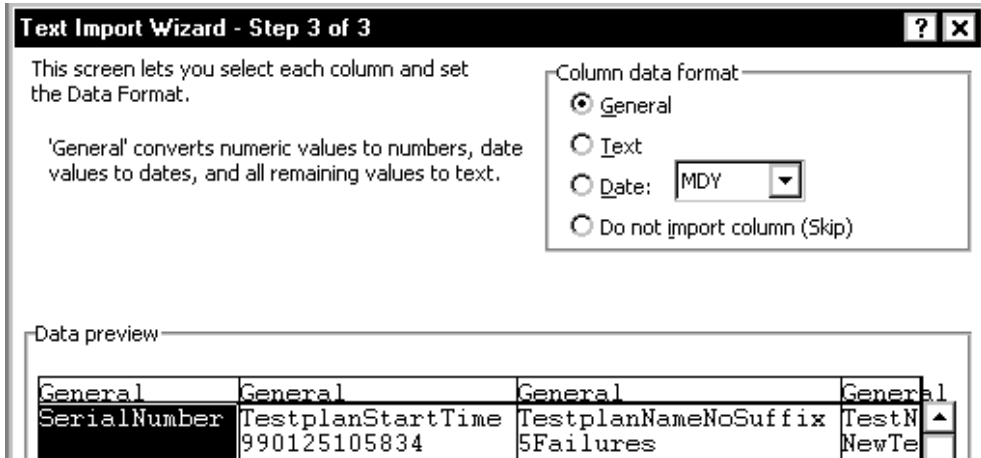 Text Import Wizard - Step 3 of 3
This screen lets you select each column and set
the Data Format.
'General' converts numeric values to numbers, date
values to dates, and all remaining values to text.
Column data format
General
Text
Date: MDY
Do not import column (Skip)
Data preview
General General General General
SerialNumber TestplanStartTime TestplanNameNoSuffix TestN
990125105834 5Failures NewTe